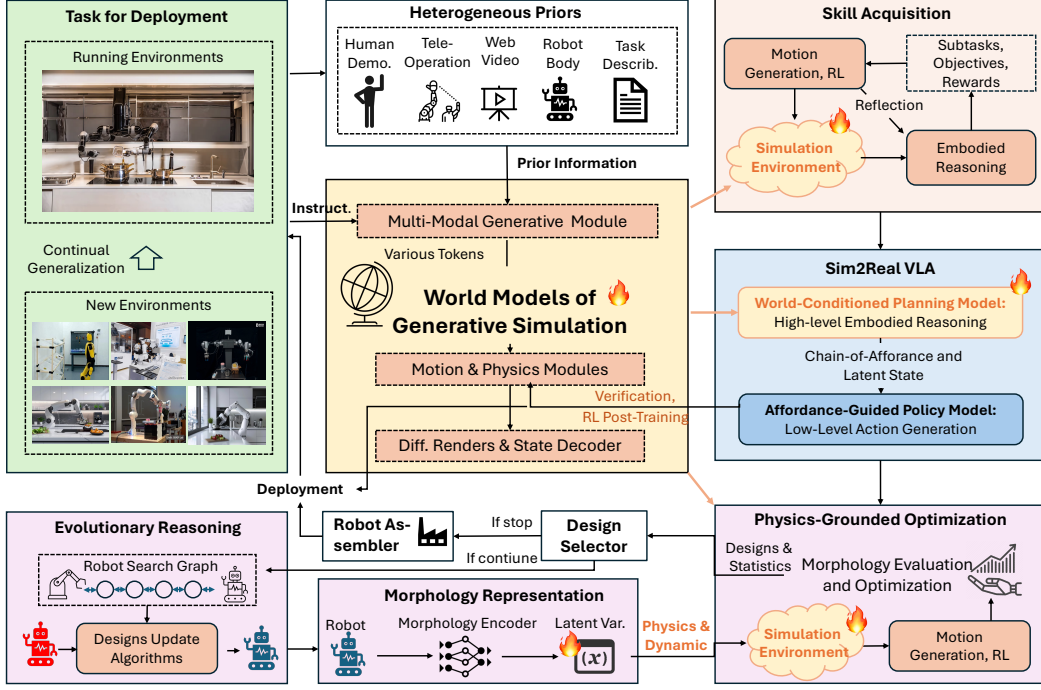 Task for Deployment
Running Environments
Continual
Generalization
New Environments
Heterogeneous Priors
Human
Demo.
Tele-
Operation
Web
Video
Robot
Body
Task
Describ.
Prior Information
Instruct.
Multi-Modal Generative Module
Various Tokens
World Models of
Generative Simulation
Motion & Physics Modules
Verification,
RL Post-Training
Diff. Renders & State Decoder
Deployment
Skill Acquisition
Motion
Generation, RL
Subtasks,
Objectives,
Rewards
Reflection
Simulation
Environment
Embodied
Reasoning
Sim2Real VLA
World-Conditioned Planning Model:
High-level Embodied Reasoning
Chain-of-Afforance and
Latent State
Affordance-Guided Policy Model:
Low-Level Action Generation
Evolutionary Reasoning
Robot Search Graph
Designs Update
Algorithms
Robot As-
sembler
If stop
If contiune
Design
Selector
Morphology Representation
Robot
Morphology Encoder
Latent Var.
(x)
Physics &
Dynamic
Physics-Grounded Optimization
Designs &
Statistics
Morphology Evaluation
and Optimization
Simulation
Environment
Motion
Generation, RL